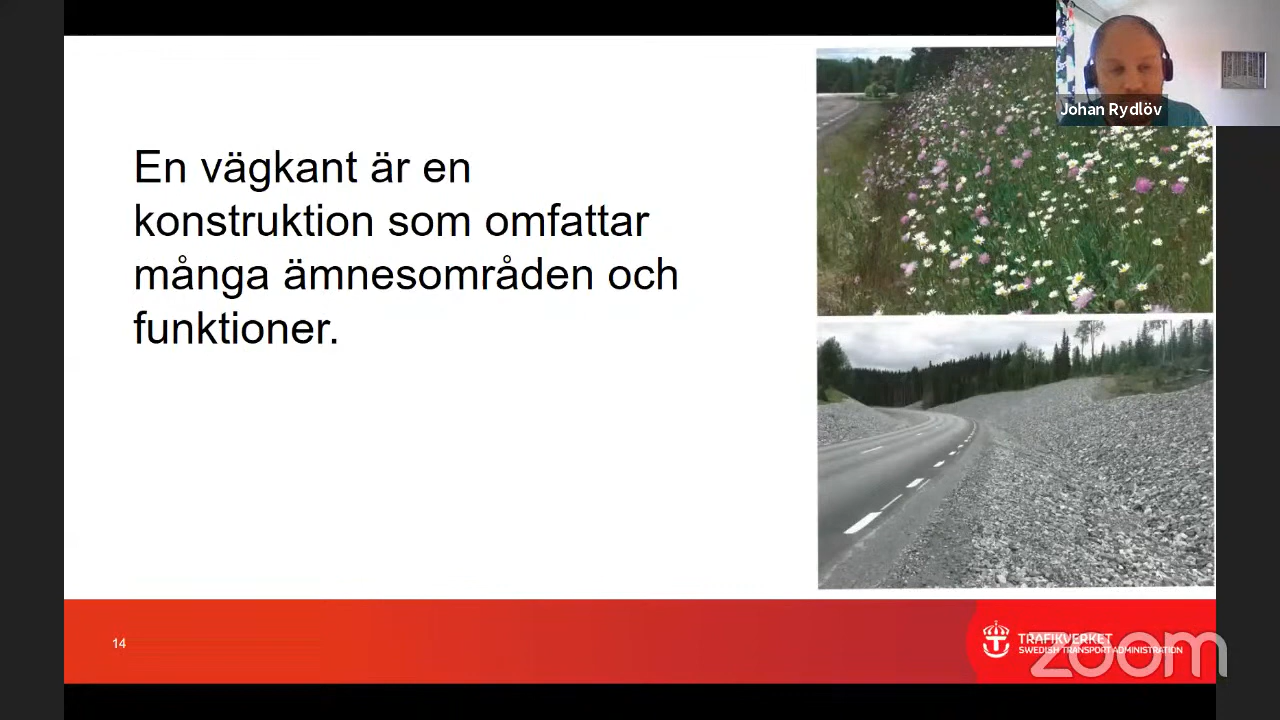 Johan Rydlöv
En vägkant är en
konstruktion som omfattar
många ämnesområden och
funktioner.
14
TRAFIKVERKET
SWEDISH TRANSPORT ADMINISTRATION
zoom